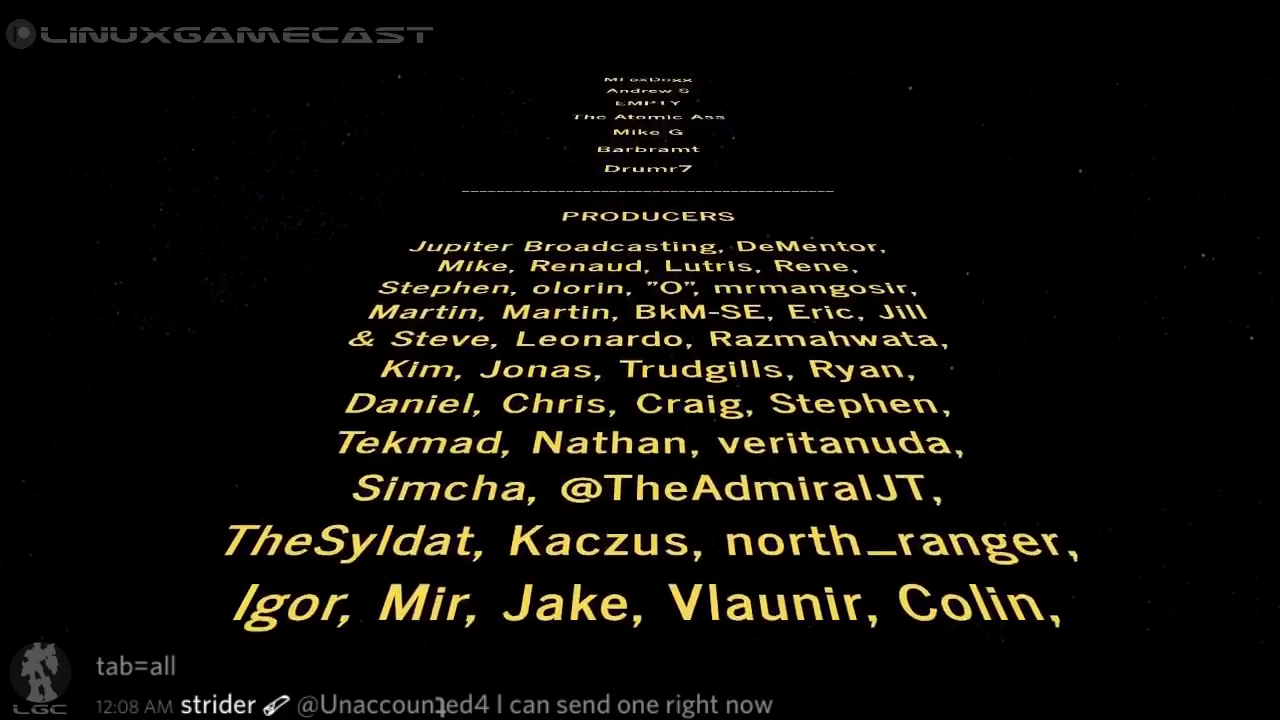 LINUXGAMECAST
Andrew S
EMPTY
The Atomic Ass
Mike G
Barbramt
Drumr7
PRODUCERS
Jupiter Broadcasting, DeMentor,
Mike, Renaud, Lutris, Rene,
Stephen, olorin, "O", mrmangosir,
Martin, Martin, BkM-SE, Eric, Jill
& Steve, Leonardo, Razmahwata,
Kim, Jonas, Trudgills, Ryan,
Daniel, Chris, Craig, Stephen,
Tekmad, Nathan, veritanuda,
Simcha, @TheAdmiralJT,
TheSyldat, Kaczus, north_ranger,
Igor, Mir, Jake, Vlaunir, Colin,
tab=all
LGC
12:08 AM strider @Unaccounted4 I can send one right now